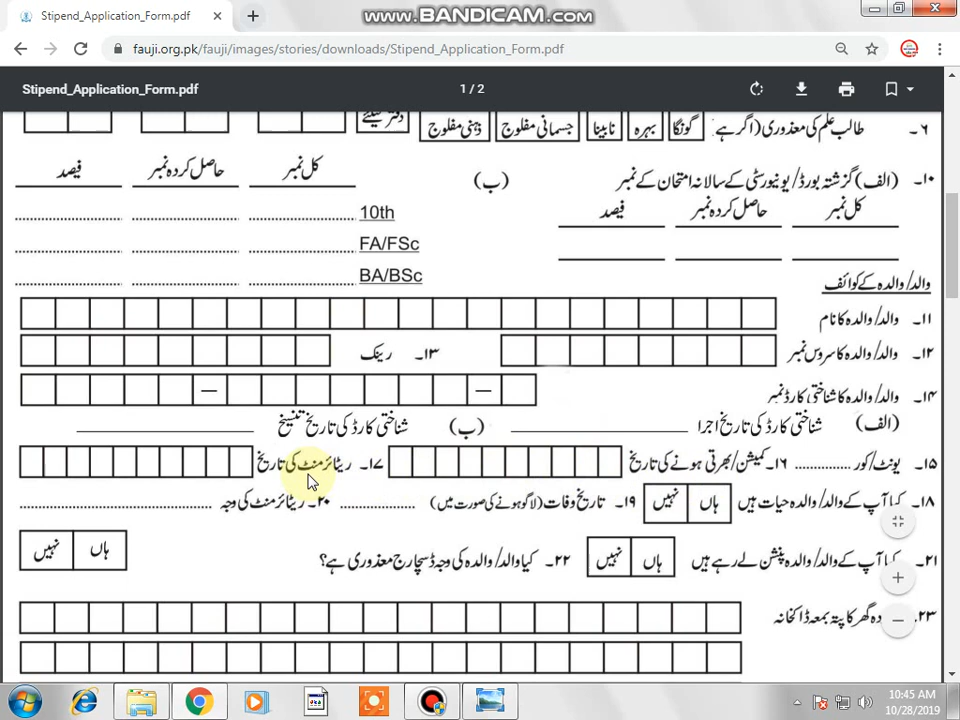 Stipend_Application_Form.pdf
WWW.BANDICAM.COM
fauji.org.pk/fauji/images/stories/downloads/Stipend_Application_Form.pdf
Stipend_Application_Form.pdf 1 / 2
۶۔ طالب علم کی معذوری (اگر ہے) گونگا بہرہ نابینا جسمانی مفلوج ذہنی مفلوج دفتر کیلئے
۱۰۔ (الف) گزشتہ بورڈ/یونیورسٹی کے سالانہ امتحان کے نمبر (ب) کل نمبر حاصل کردہ نمبر فیصد
کل نمبر حاصل کردہ نمبر فیصد
10th
FA/FSc
BA/BSc
والد/والدہ کے کوائف
۱۱۔ والد/والدہ کا نام
۱۲۔ والد/والدہ کا سروس نمبر ۱۳۔ رینک
۱۴۔ والد/والدہ کا شناختی کارڈ نمبر
(الف) شناختی کارڈ کی تاریخ اجرا (ب) شناختی کارڈ کی تاریخ تنسیخ
۱۵۔ یونٹ/کور ............ ۱۶۔ کمیشن/بھرتی ہونے کی تاریخ ۱۷۔ ریٹائرمنٹ کی تاریخ
۱۸۔ کیا آپ کے والد/والدہ حیات ہیں ہاں نہیں ۱۹۔ تاریخ وفات (لاگو ہونے کی صورت میں) ............ ۲۰۔ ریٹائرمنٹ کی وجہ ............
۲۱۔ کیا آپ کے والد/والدہ پنشن لے رہے ہیں ہاں نہیں ۲۲۔ کیا والد/والدہ کی وجہ ڈسچارج معذوری ہے؟ ہاں نہیں
۲۳۔ دہ گھر کا پتہ بمعہ ڈاکخانہ
10:45 AM
10/28/2019